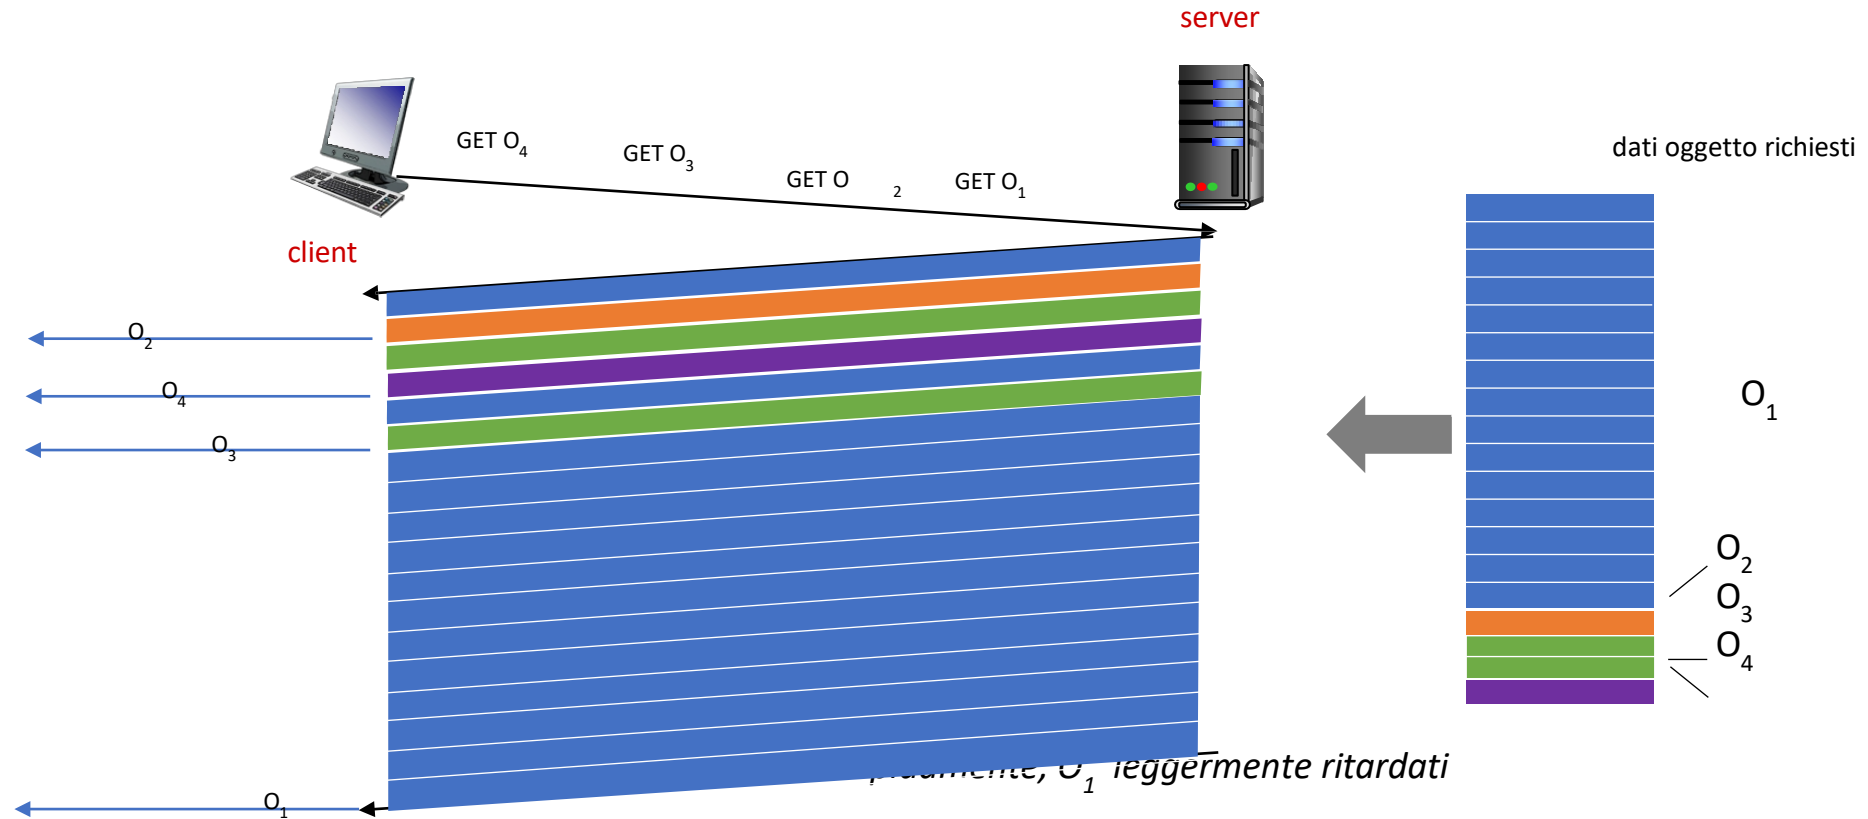 server
GET O4
GET O3
GET O 2
GET O1
dati oggetto richiesti
client
O2
O4
O3
O1
O2
O3
O4
O1 leggermente ritardati
O1